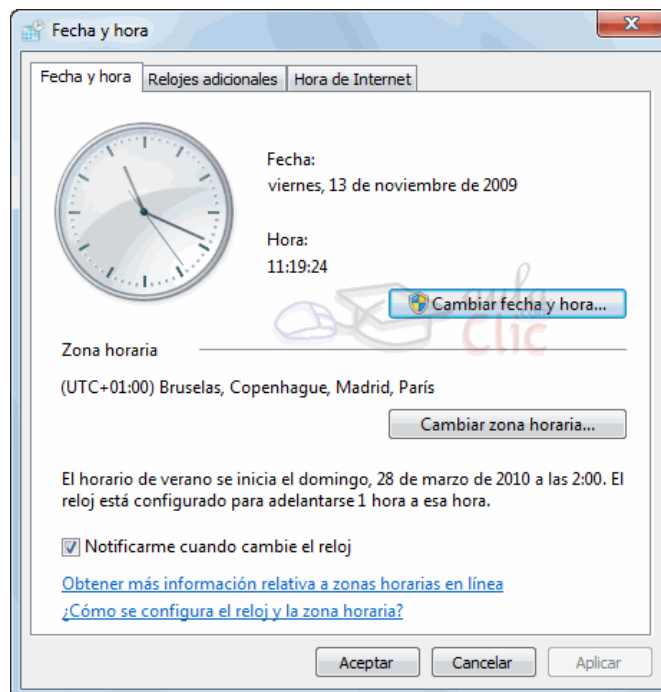 Fecha y hora
Fecha y hora
Relojes adicionales
Hora de Internet
Fecha:
viernes, 13 de noviembre de 2009
Hora:
11:19:24
Cambiar fecha y hora...
aula
Clic
.com
Zona horaria
(UTC+01:00) Bruselas, Copenhague, Madrid, París
Cambiar zona horaria...
El horario de verano se inicia el domingo, 28 de marzo de 2010 a las 2:00. El
reloj está configurado para adelantarse 1 hora a esa hora.
Notificarme cuando cambie el reloj
Obtener más información relativa a zonas horarias en línea
¿Cómo se configura el reloj y la zona horaria?
Aceptar
Cancelar
Aplicar